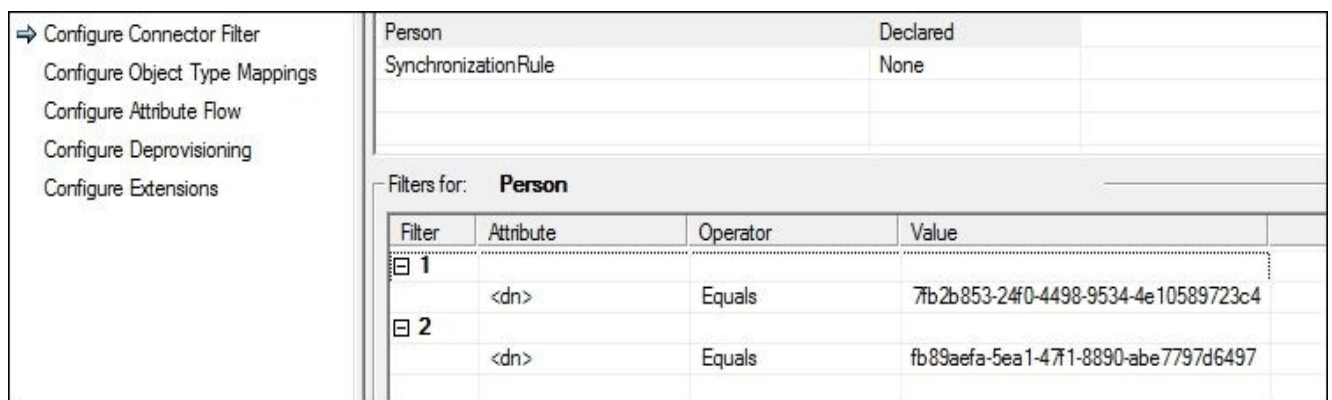 Configure Connector Filter
Configure Object Type Mappings
Configure Attribute Flow
Configure Deprovisioning
Configure Extensions
Person Declared
SynchronizationRule None
Filters for: Person
Filter Attribute Operator Value
1
<dn> Equals 7fb2b853-24f0-4498-9534-4e10589723c4
2
<dn> Equals fb89aefa-5ea1-47f1-8890-abe7797d6497